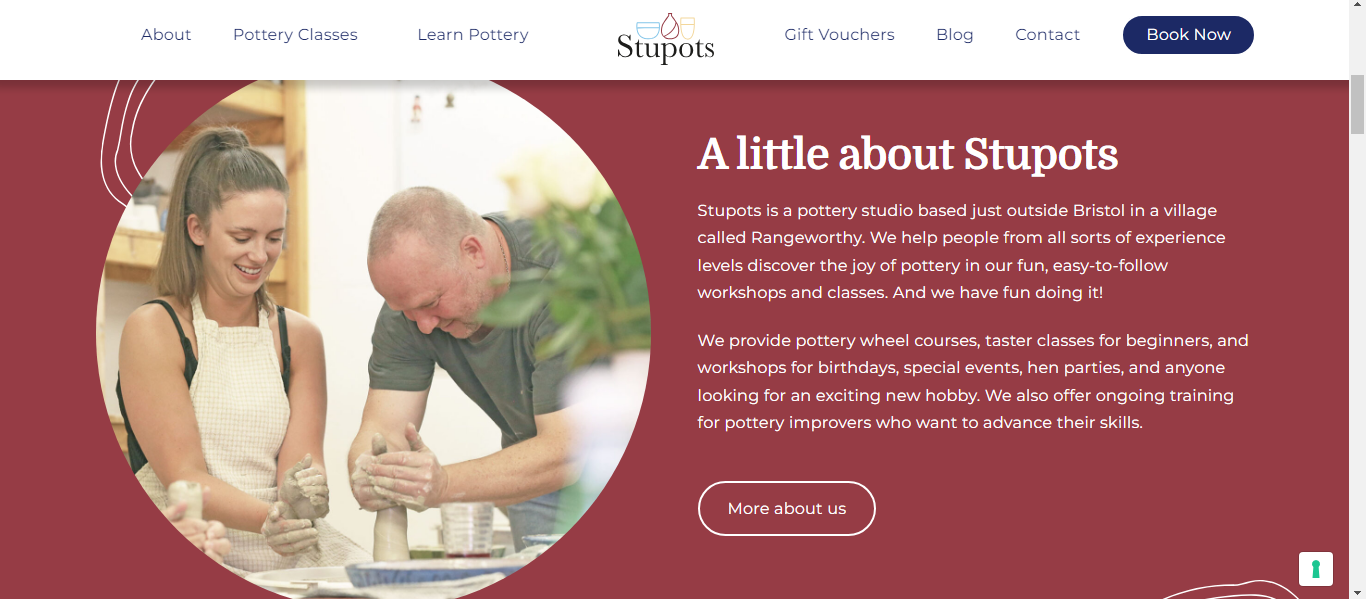 About
Pottery Classes
Learn Pottery
Stupots
Gift Vouchers
Blog
Contact
Book Now
A little about Stupots
Stupots is a pottery studio based just outside Bristol in a village
called Rangeworthy. We help people from all sorts of experience
levels discover the joy of pottery in our fun, easy-to-follow
workshops and classes. And we have fun doing it!
We provide pottery wheel courses, taster classes for beginners, and
workshops for birthdays, special events, hen parties, and anyone
looking for an exciting new hobby. We also offer ongoing training
for pottery improvers who want to advance their skills.
More about us